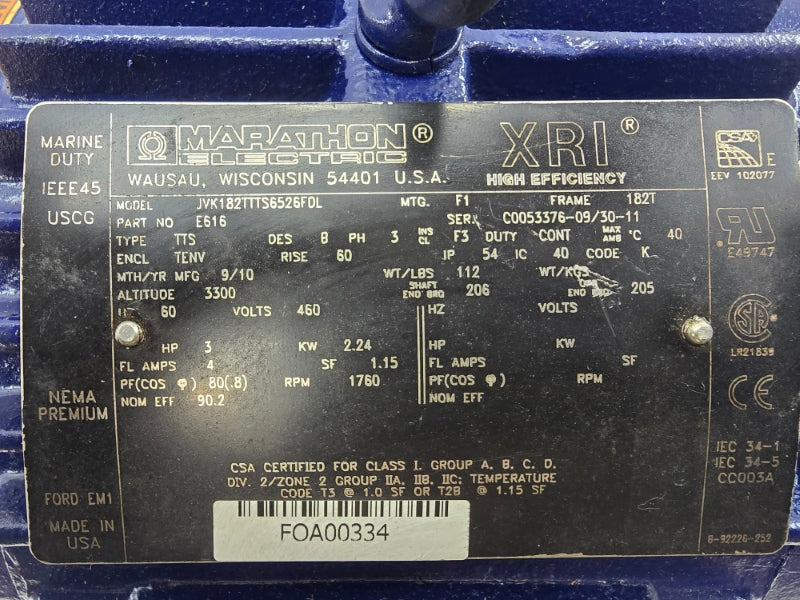 MARINE
DUTY
IEEE45
USCG
NEMA
PREMIUM
FORD EM1
MADE IN
USA
MARATHON®
ELECTRIC
WAUSAU, WISCONSIN 54401 U.S.A.
XRI®
HIGH EFFICIENCY
MODEL JVK182TTTS6526FDL MTG. F1 FRAME 182T
PART NO E616 SER. C0053376-09/30-11
TYPE TTS DES B PH 3 INS CL F3 DUTY CONT MAX AMB °C 40
ENCL TENV RISE 60 IP 54 IC 40 CODE K
MTH/YR MFG 9/10 WT/LBS 112 WT/KGS
ALTITUDE 3300 SHAFT END BRG 206 END BRG 205
HZ 60 VOLTS 460 HZ VOLTS
HP 3 KW 2.24 HP KW
FL AMPS 4 SF 1.15 FL AMPS SF
PF(COS φ) 80(.8) RPM 1760 PF(COS φ) RPM
NOM EFF 90.2 NOM EFF
CSA CERTIFIED FOR CLASS I, GROUP A, B, C, D,
DIV. 2/ZONE 2 GROUP IIA, IIB, IIC; TEMPERATURE
CODE T3 @ 1.0 SF OR T2B @ 1.15 SF
FOA00334
CSA E
EEV 102077
E49747
LR21839
CE
IEC 34-1
IEC 34-5
CC003A
8-92226-252